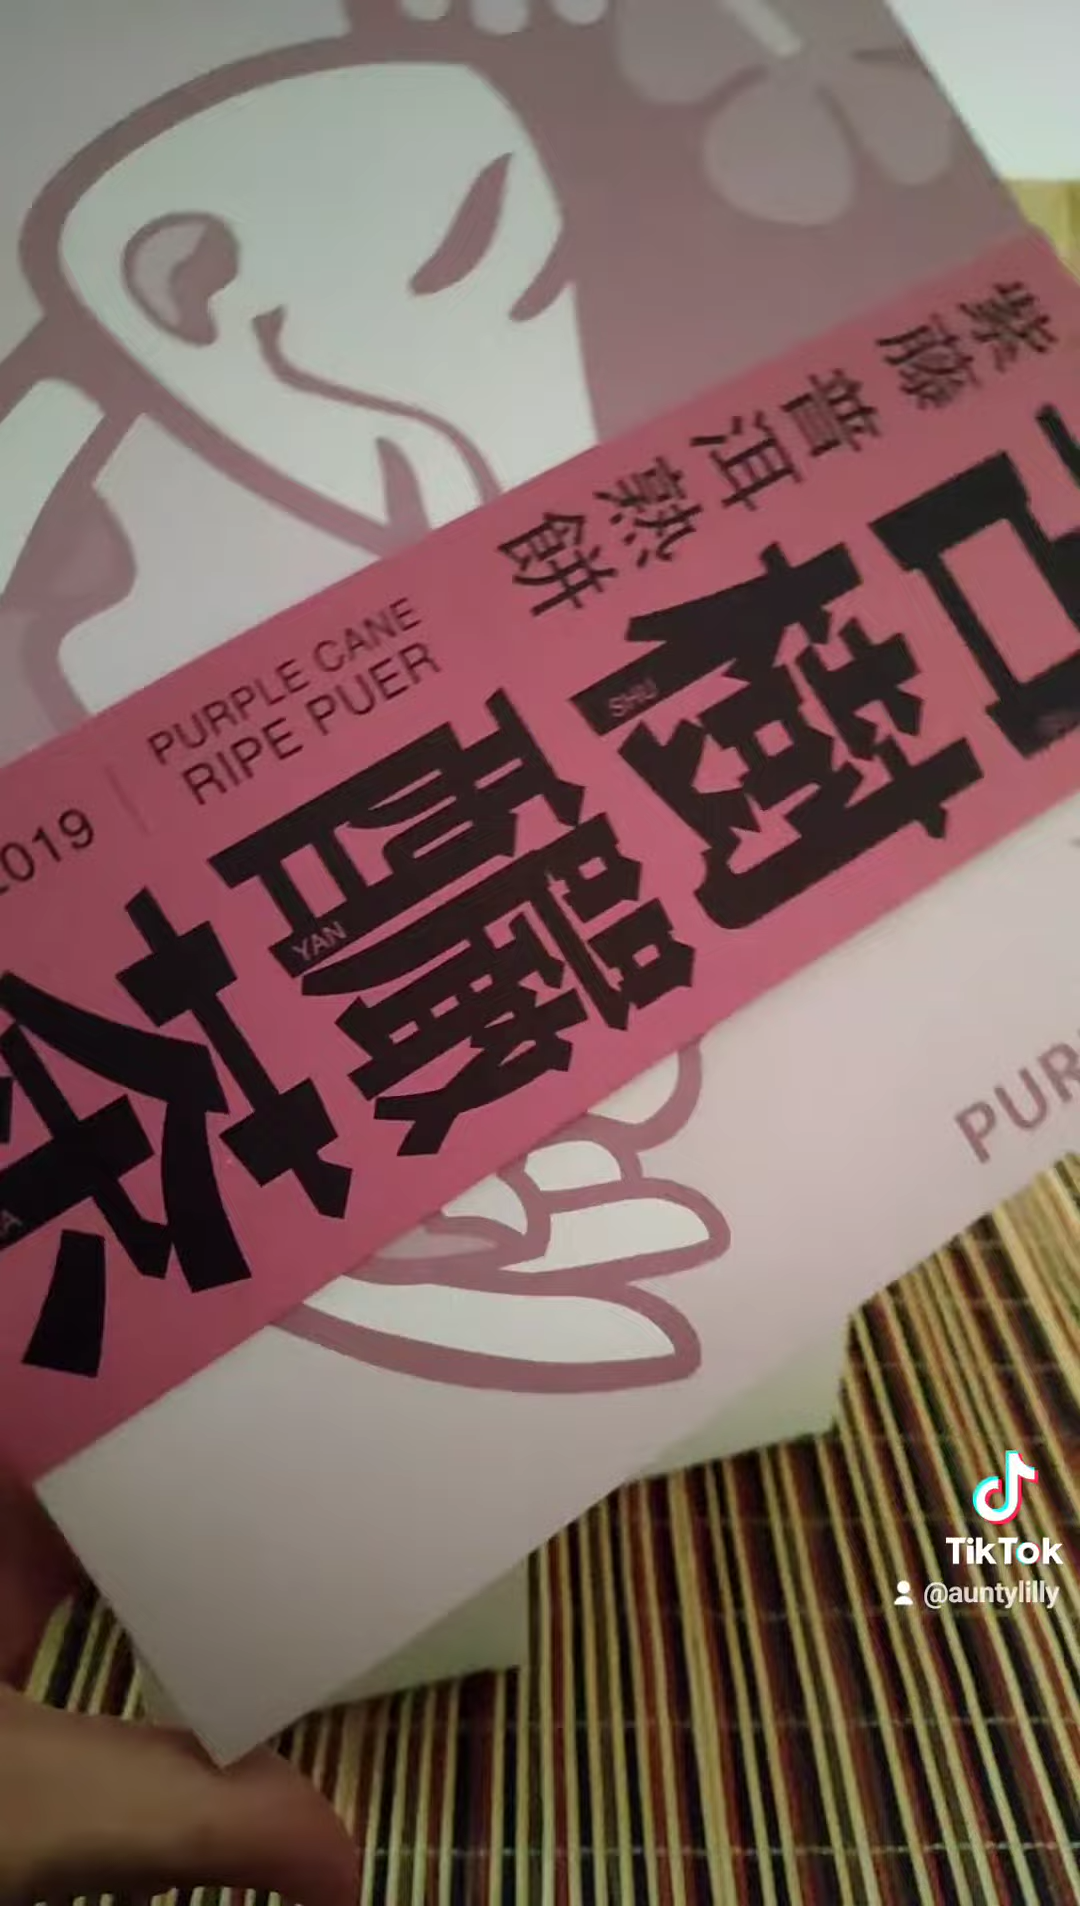 紫藤普洱熟餅
古樹釅茶
SHU
YAN
PURPLE CANE
RIPE PUER
2019
PUR
TikTok
@auntylilly